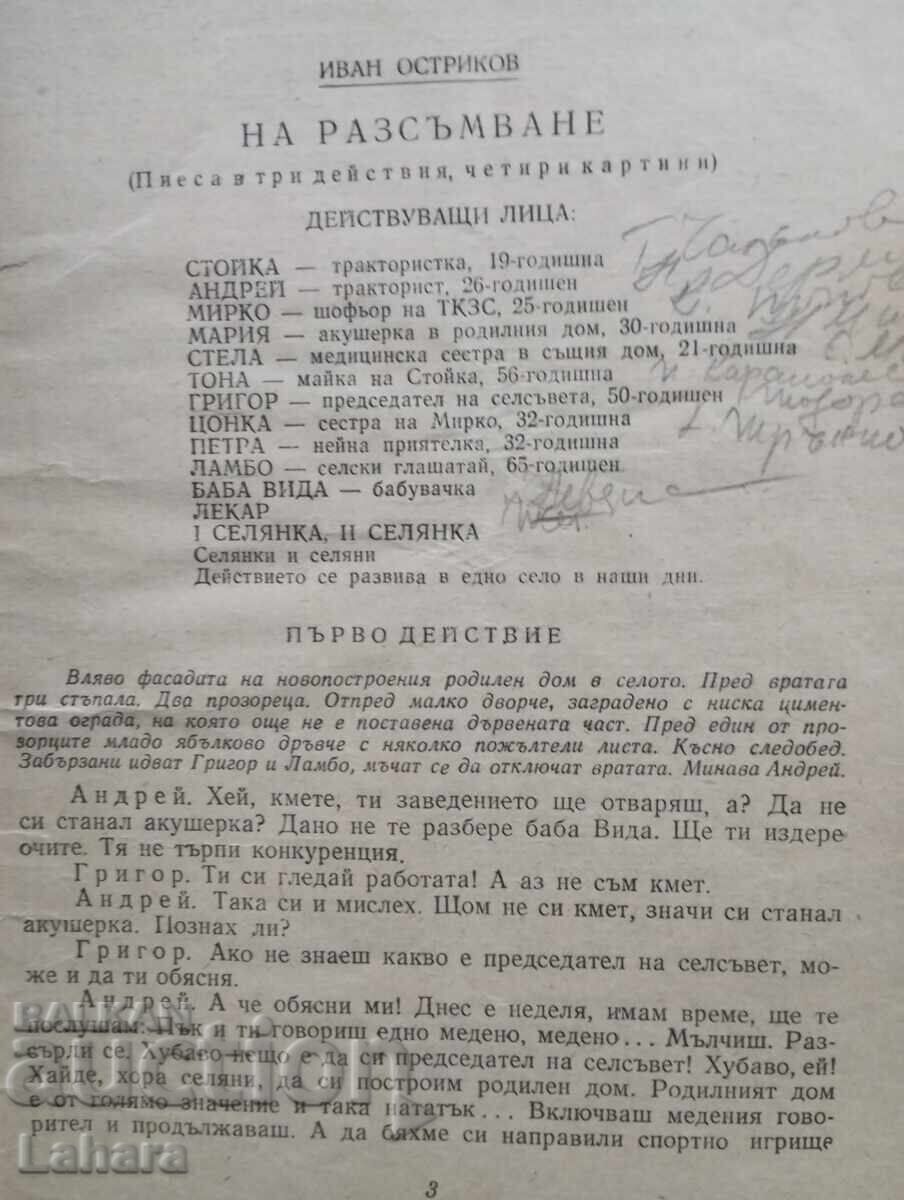 ИВАН ОСТРИКОВ
НА РАЗСЪМВАНЕ
(Пиеса в три действия, четири картини)
ДЕЙСТВУВАЩИ ЛИЦА:
СТОЙКА — трактористка, 19-годишна
АНДРЕЙ — тракторист, 26-годишен
МИРКО — шофьор на ТКЗС, 25-годишен
МАРИЯ — акушерка в родилния дом, 30-годишна
СТЕЛА — медицинска сестра в същия дом, 21-годишна
ТОНА — майка на Стойка, 56-годишна
ГРИГОР — председател на селсъвета, 50-годишен
ЦОНКА — сестра на Мирко, 32-годишна
ПЕТРА — нейна приятелка, 32-годишна
ЛАМБО — селски глашатай, 65-годишен
БАБА ВИДА — бабувачка
ЛЕКАР
I СЕЛЯНКА, II СЕЛЯНКА
Селянки и селяни
Действието се развива в едно село в наши дни.
ПЪРВО ДЕЙСТВИЕ
Вляво фасадата на новопостроения родилен дом в селото. Пред вратата
три стъпала. Два прозореца. Отпред малко дворче, заградено с ниска цимен-
това ограда, на която още не е поставена дървената част. Пред един от про-
зорците младо ябълково дръвче с няколко пожълтели листа. Късно следобед.
Забързани идват Григор и Ламбо, мъчат се да отключат вратата. Минава Андрей.
Андрей. Хей, кмете, ти заведението ще отваряш, а? Да не
си станал акушерка? Дано не те разбере баба Вида. Ще ти издере
очите. Тя не търпи конкуренция.
Григор. Ти си гледай работата! А аз не съм кмет.
Андрей. Така си и мислех. Щом не си кмет, значи си станал
акушерка. Познах ли?
Григор. Ако не знаеш какво е председател на селсъвет, мо-
же и да ти обясня.
Андрей. А че обясни ми! Днес е неделя, имам време, ще те
послушам. Пък и ти говориш едно медено, медено... Мълчиш. Раз-
сърди се. Хубаво нещо е да си председател на селсъвет! Хубаво, ей!
Хайде, хора селяни, да си построим родилен дом. Родилният дом
е от голямо значение и така нататък... Включваш медения гово-
рител и продължаваш. А да бяхме си направили спортно игрище
3
BALKAN
auction
Lahara